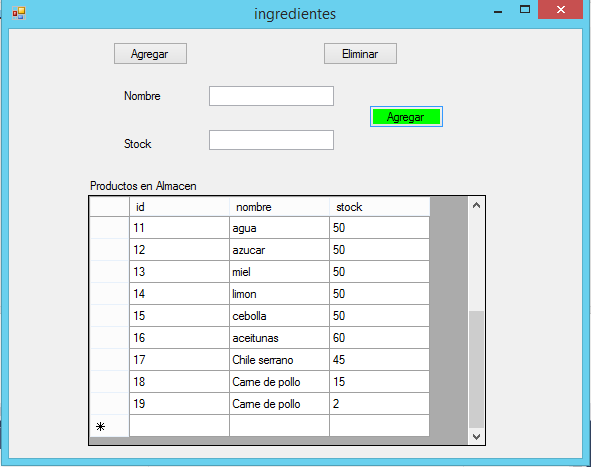 ingredientes
Agregar Eliminar
Nombre
Agregar
Stock
Productos en Almacen
id nombre stock
11 agua 50
12 azucar 50
13 miel 50
14 limon 50
15 cebolla 50
16 aceitunas 60
17 Chile serrano 45
18 Carne de pollo 15
19 Carne de pollo 2